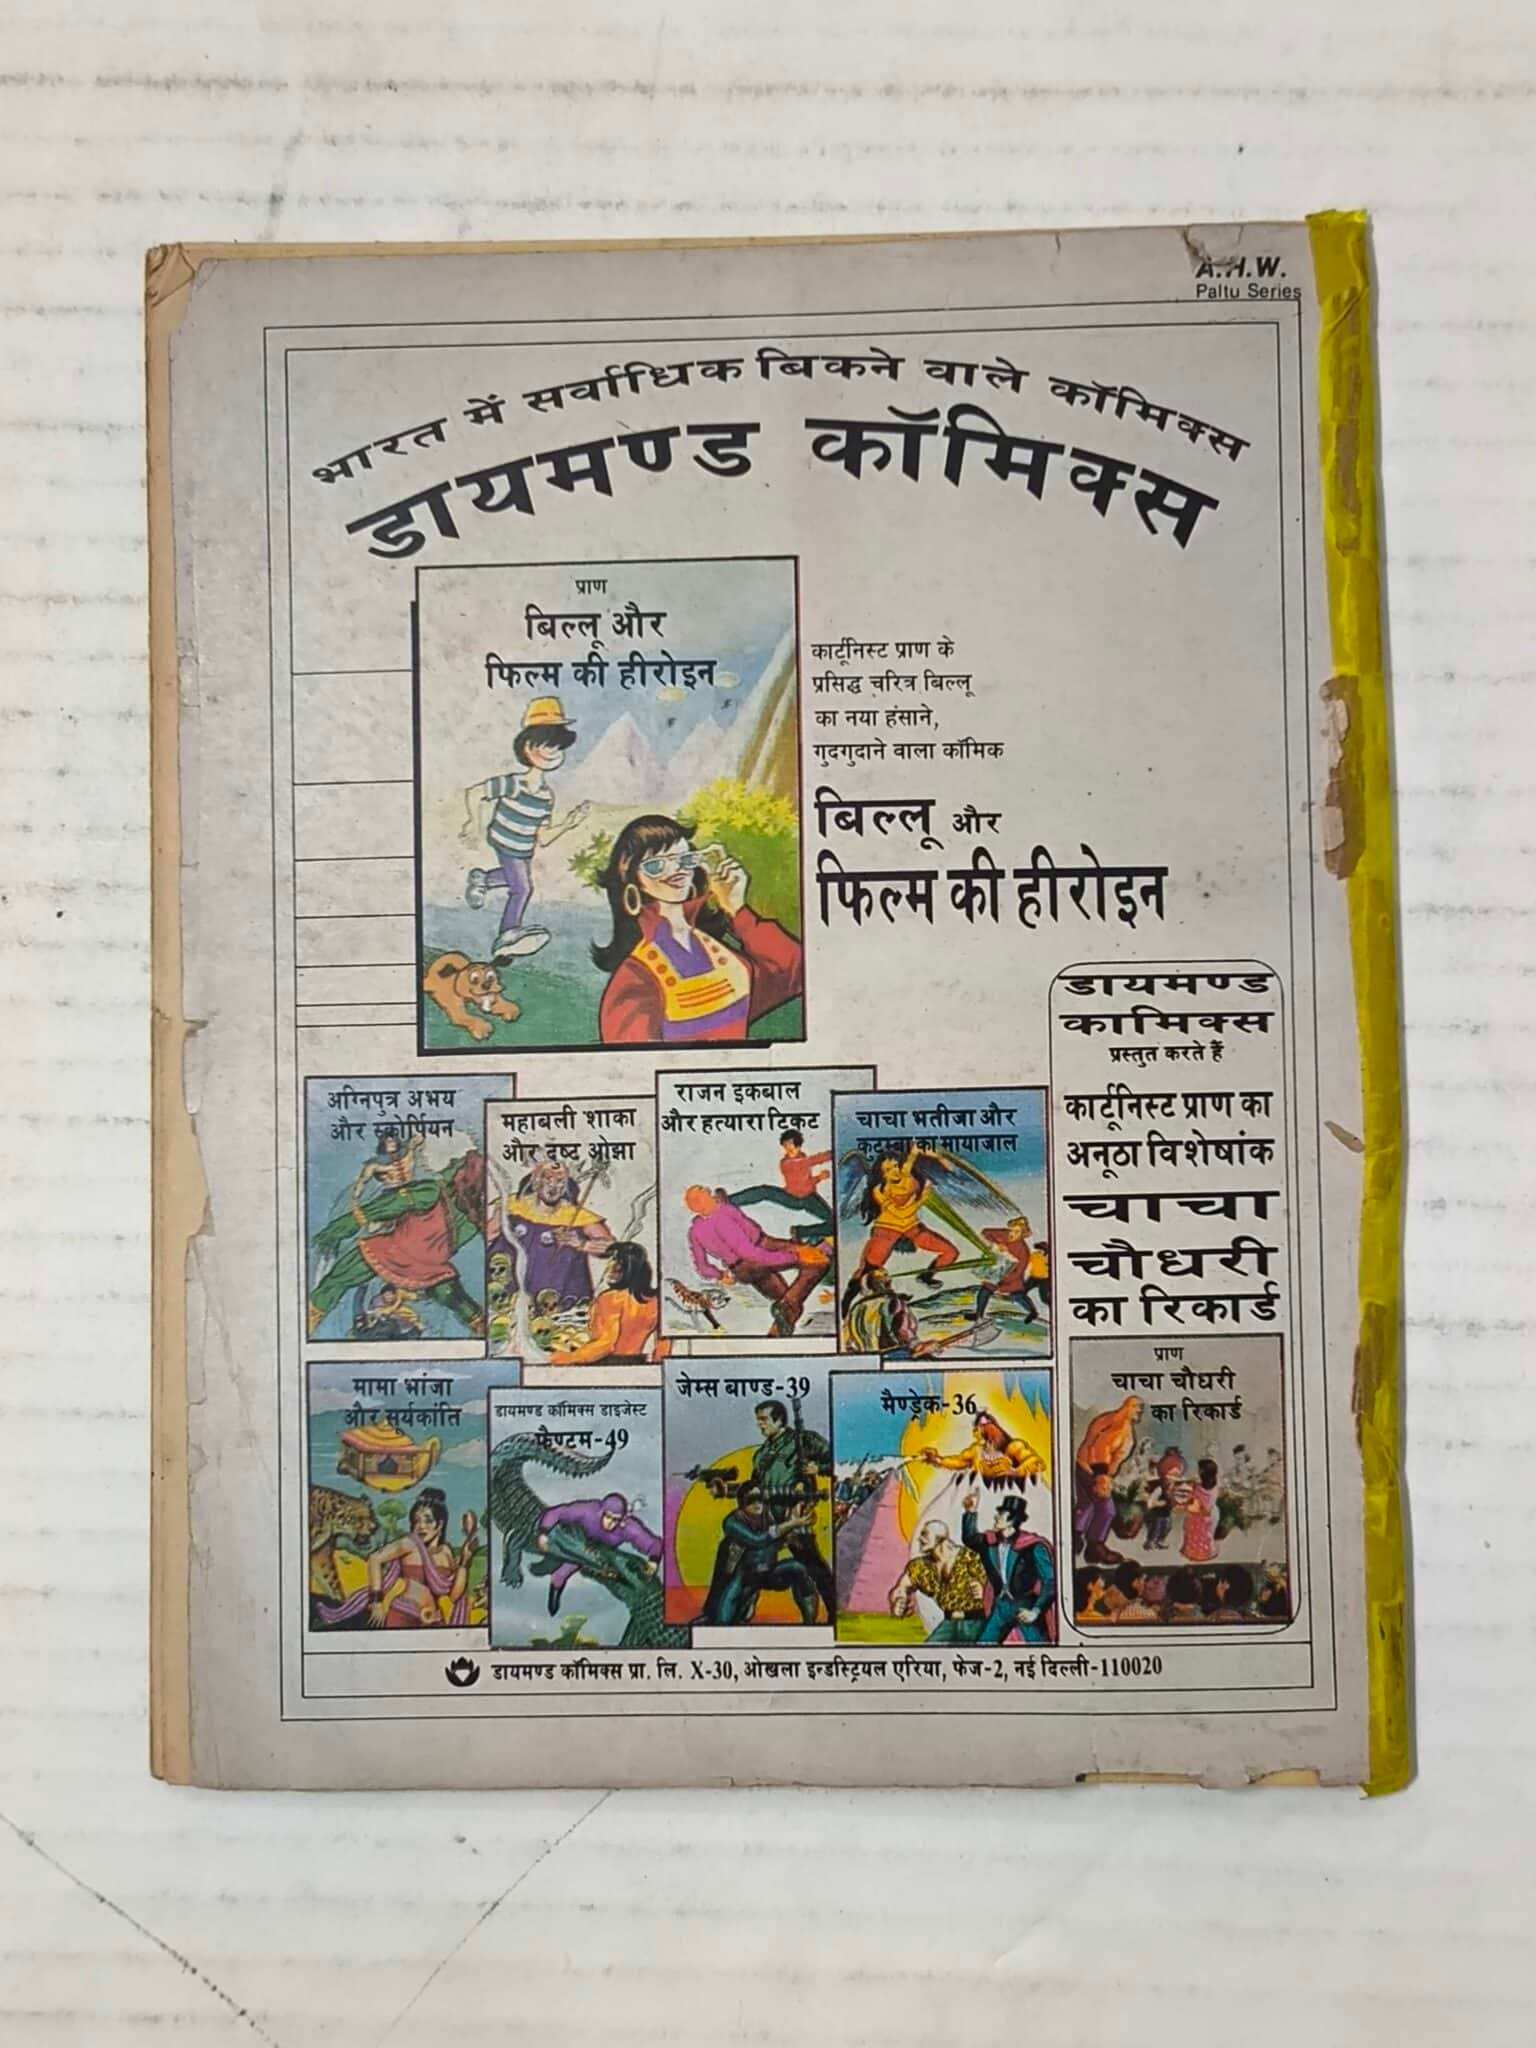 A.H.W.
Paltu Series
भारत में सर्वाधिक बिकने वाले कॉमिक्स
डायमण्ड कॉमिक्स
प्राण
बिल्लू और
फिल्म की हीरोइन
कार्टूनिस्ट प्राण के
प्रसिद्ध चरित्र बिल्लू
का नया हंसाने,
गुदगुदाने वाला कॉमिक
बिल्लू और
फिल्म की हीरोइन
डायमण्ड
कामिक्स
प्रस्तुत करते हैं
कार्टूनिस्ट प्राण का
अनूठा विशेषांक
चाचा
चौधरी
का रिकार्ड
अग्निपुत्र अभय
और स्कोर्पियन
महाबली शाका
और दुष्ट ओझा
राजन इकबाल
और हत्यारा टिकट
चाचा भतीजा और
कुटुम्बा का मायाजाल
मामा भांजा
और सूर्यकांति
डायमण्ड कॉमिक्स डाइजेस्ट
फैण्टम-49
जेम्स बाण्ड-39
मैण्ड्रेक-36
प्राण
चाचा चौधरी
का रिकार्ड
डायमण्ड कॉमिक्स प्रा. लि. X-30, ओखला इन्डस्ट्रियल एरिया, फेज-2, नई दिल्ली-110020